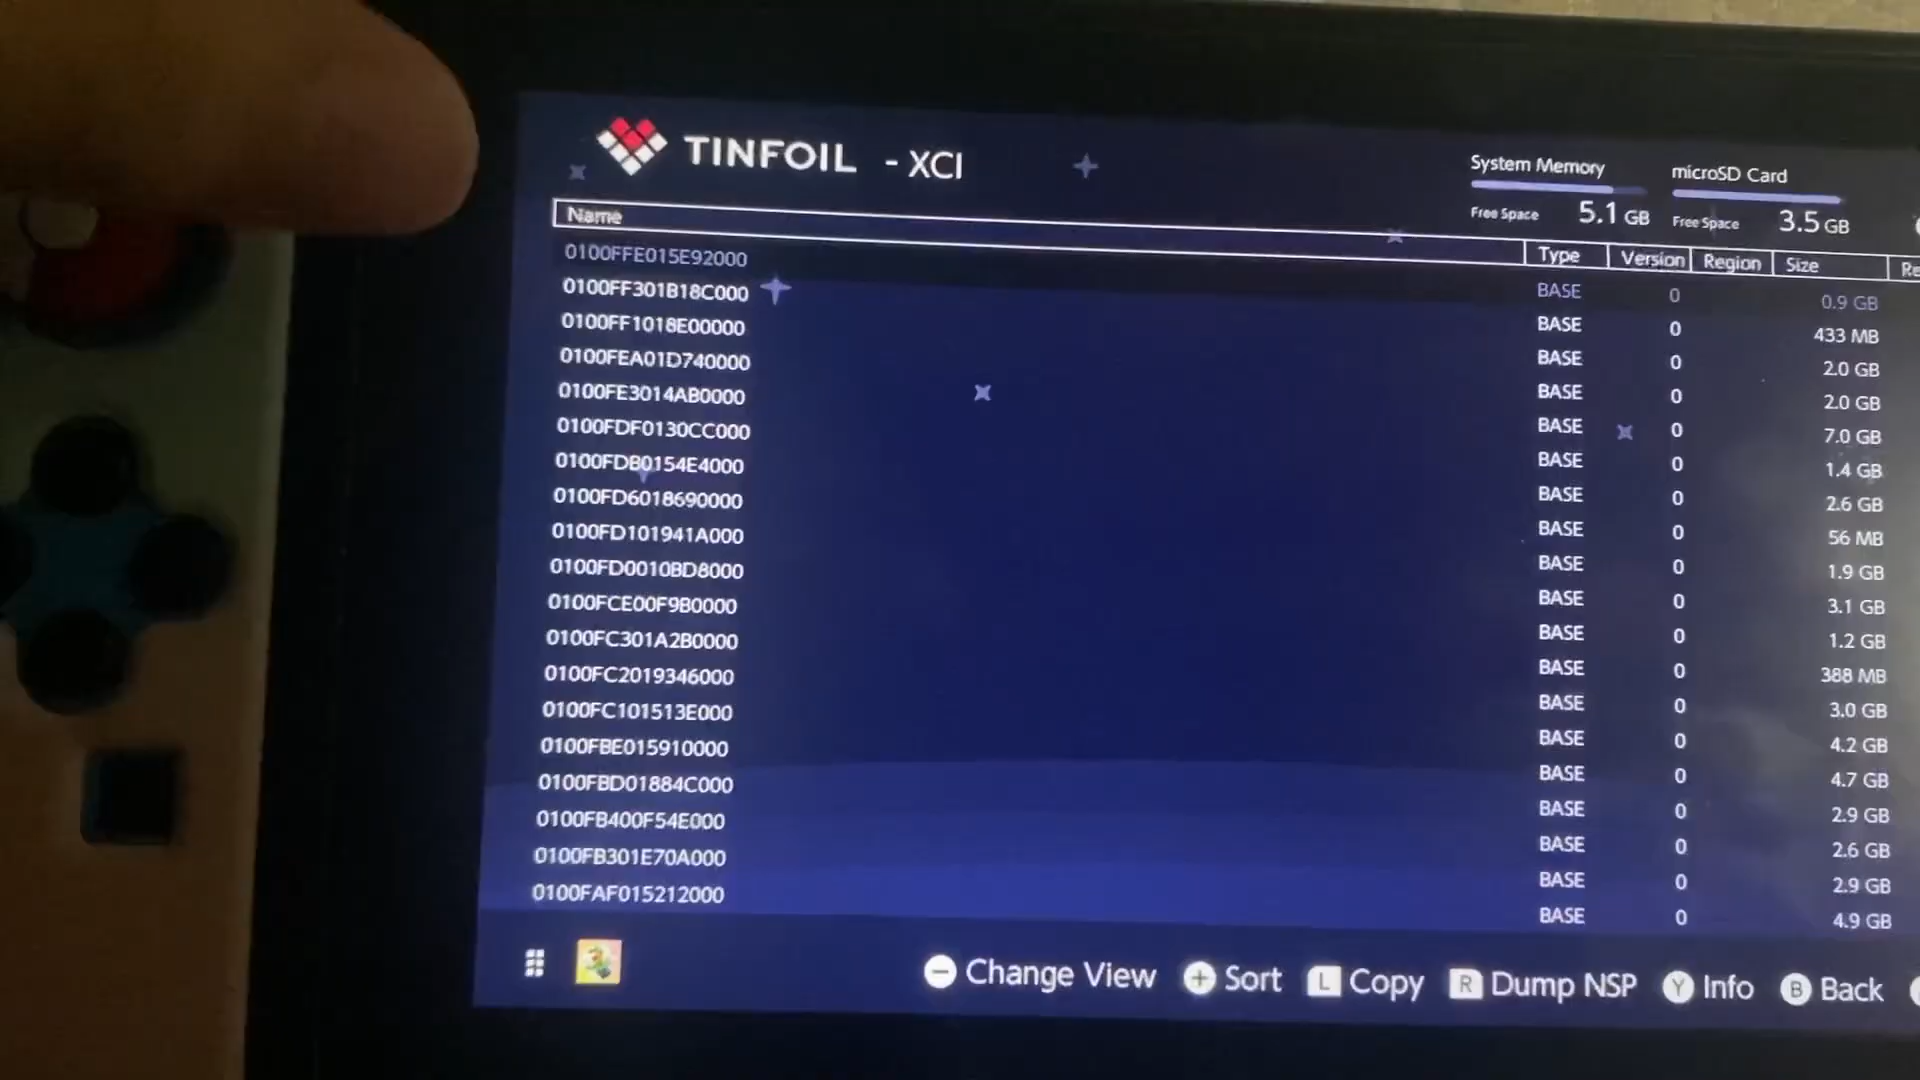 TINFOIL - XCI
System Memory
Free Space 5.1 GB
microSD Card
Free Space 3.5 GB
Name Type Version Region Size Re
0100FFE015E92000 BASE 0 0.9 GB
0100FF301B18C000 BASE 0 433 MB
0100FF1018E00000 BASE 0 2.0 GB
0100FEA01D740000 BASE 0 2.0 GB
0100FE3014AB0000 BASE 0 7.0 GB
0100FDF0130CC000 BASE 0 1.4 GB
0100FDB0154E4000 BASE 0 2.6 GB
0100FD6018690000 BASE 0 56 MB
0100FD101941A000 BASE 0 1.9 GB
0100FD0010BD8000 BASE 0 3.1 GB
0100FCE00F9B0000 BASE 0 1.2 GB
0100FC301A2B0000 BASE 0 388 MB
0100FC2019346000 BASE 0 3.0 GB
0100FC101513E000 BASE 0 4.2 GB
0100FBE015910000 BASE 0 4.7 GB
0100FBD01884C000 BASE 0 2.9 GB
0100FB400F54E000 BASE 0 2.6 GB
0100FB301E70A000 BASE 0 2.9 GB
0100FAF015212000 BASE 0 4.9 GB
- Change View + Sort L Copy R Dump NSP Y Info B Back